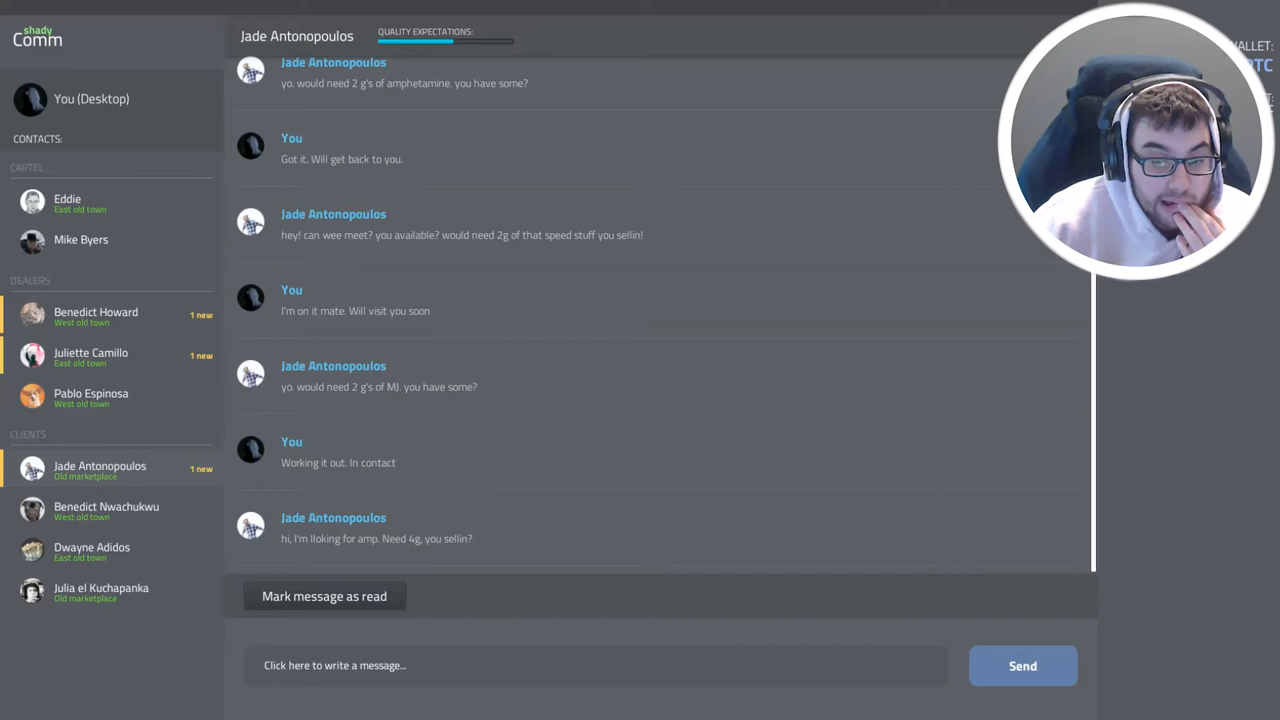 shady
Comm
You (Desktop)
CONTACTS:
CARTEL
Eddie
East old town
Mike Byers
DEALERS
Benedict Howard
West old town
1 new
Juliette Camillo
East old town
1 new
Pablo Espinosa
West old town
CLIENTS
Jade Antonopoulos
Old marketplace
1 new
Benedict Nwachukwu
West old town
Dwayne Adidos
East old town
Julia el Kuchapanka
Old marketplace
Jade Antonopoulos
QUALITY EXPECTATIONS:
Jade Antonopoulos
yo. would need 2 g's of amphetamine. you have some?
You
Got it. Will get back to you.
Jade Antonopoulos
hey! can wee meet? you available? would need 2g of that speed stuff you sellin!
You
I'm on it mate. Will visit you soon
Jade Antonopoulos
yo. would need 2 g's of MJ. you have some?
You
Working it out. In contact
Jade Antonopoulos
hi, I'm lloking for amp. Need 4g, you sellin?
Mark message as read
Click here to write a message...
Send